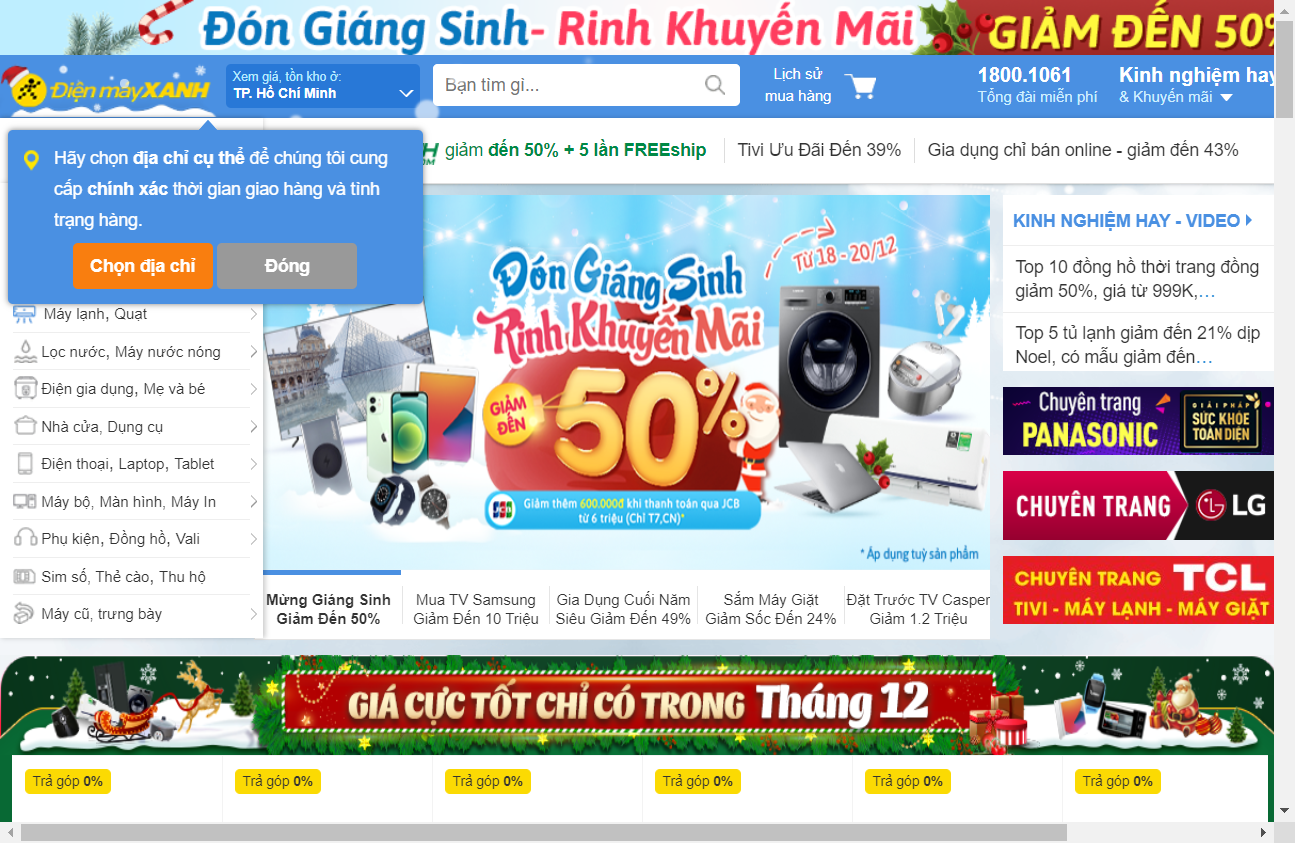 Đón Giáng Sinh- Rinh Khuyến Mãi
GIẢM ĐẾN 50%
Điện máyXANH
Xem giá, tồn kho ở:
TP. Hồ Chí Minh
Bạn tìm gì...
Lịch sử
mua hàng
1800.1061
Tổng đài miễn phí
Kinh nghiệm hay
& Khuyến mãi
Hãy chọn địa chỉ cụ thể để chúng tôi cung
cấp chính xác thời gian giao hàng và tình
trạng hàng.
Chọn địa chỉ
Đóng
giảm đến 50% + 5 lần FREEship
Tivi Ưu Đãi Đến 39%
Gia dụng chỉ bán online - giảm đến 43%
Máy lạnh, Quạt
Lọc nước, Máy nước nóng
Điện gia dụng, Mẹ và bé
Nhà cửa, Dụng cụ
Điện thoại, Laptop, Tablet
Máy bộ, Màn hình, Máy In
Phụ kiện, Đồng hồ, Vali
Sim số, Thẻ cào, Thu hộ
Máy cũ, trưng bày
Từ 18 - 20/12
Đón Giáng Sinh
Rinh Khuyến Mãi
GIẢM
ĐẾN
50%
JCB
Giảm thêm 600.000đ khi thanh toán qua JCB
từ 6 triệu (Chỉ T7,CN)*
* Áp dụng tuỳ sản phẩm
Mừng Giáng Sinh
Giảm Đến 50%
Mua TV Samsung
Giảm Đến 10 Triệu
Gia Dụng Cuối Năm
Siêu Giảm Đến 49%
Sắm Máy Giặt
Giảm Sốc Đến 24%
Đặt Trước TV Casper
Giảm 1.2 Triệu
KINH NGHIỆM HAY - VIDEO
Top 10 đồng hồ thời trang đồng
giảm 50%, giá từ 999K,...
Top 5 tủ lạnh giảm đến 21% dịp
Noel, có mẫu giảm đến...
Chuyên trang
PANASONIC
GIẢI PHÁP
SỨC KHỎE
TOÀN DIỆN
CHUYÊN TRANG
LG
CHUYÊN TRANG TCL
TIVI - MÁY LẠNH - MÁY GIẶT
GIÁ CỰC TỐT CHỈ CÓ TRONG Tháng 12
Trả góp 0%
Trả góp 0%
Trả góp 0%
Trả góp 0%
Trả góp 0%
Trả góp 0%